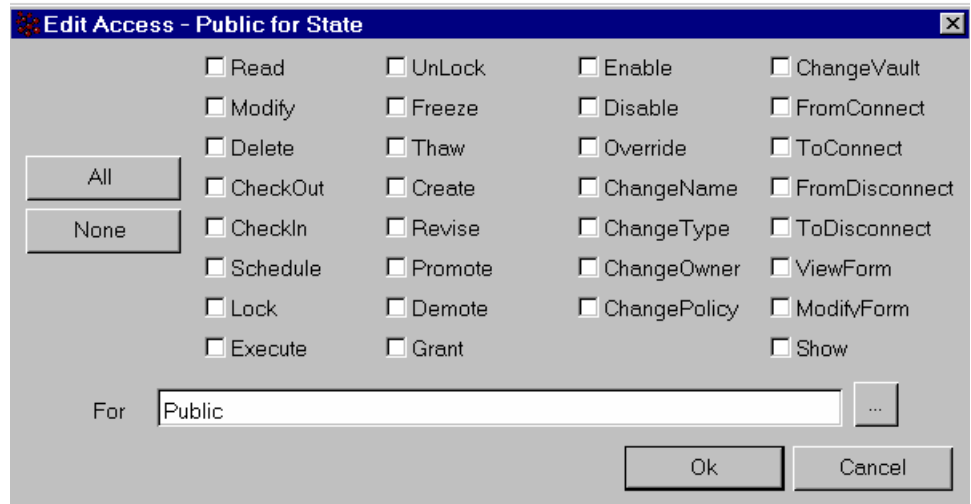 Edit Access - Public for State
Read UnLock Enable ChangeVault
Modify Freeze Disable FromConnect
Delete Thaw Override ToConnect
All
CheckOut Create ChangeName FromDisconnect
None
CheckIn Revise ChangeType ToDisconnect
Schedule Promote ChangeOwner ViewForm
Lock Demote ChangePolicy ModifyForm
Execute Grant Show
For Public ...
Ok Cancel